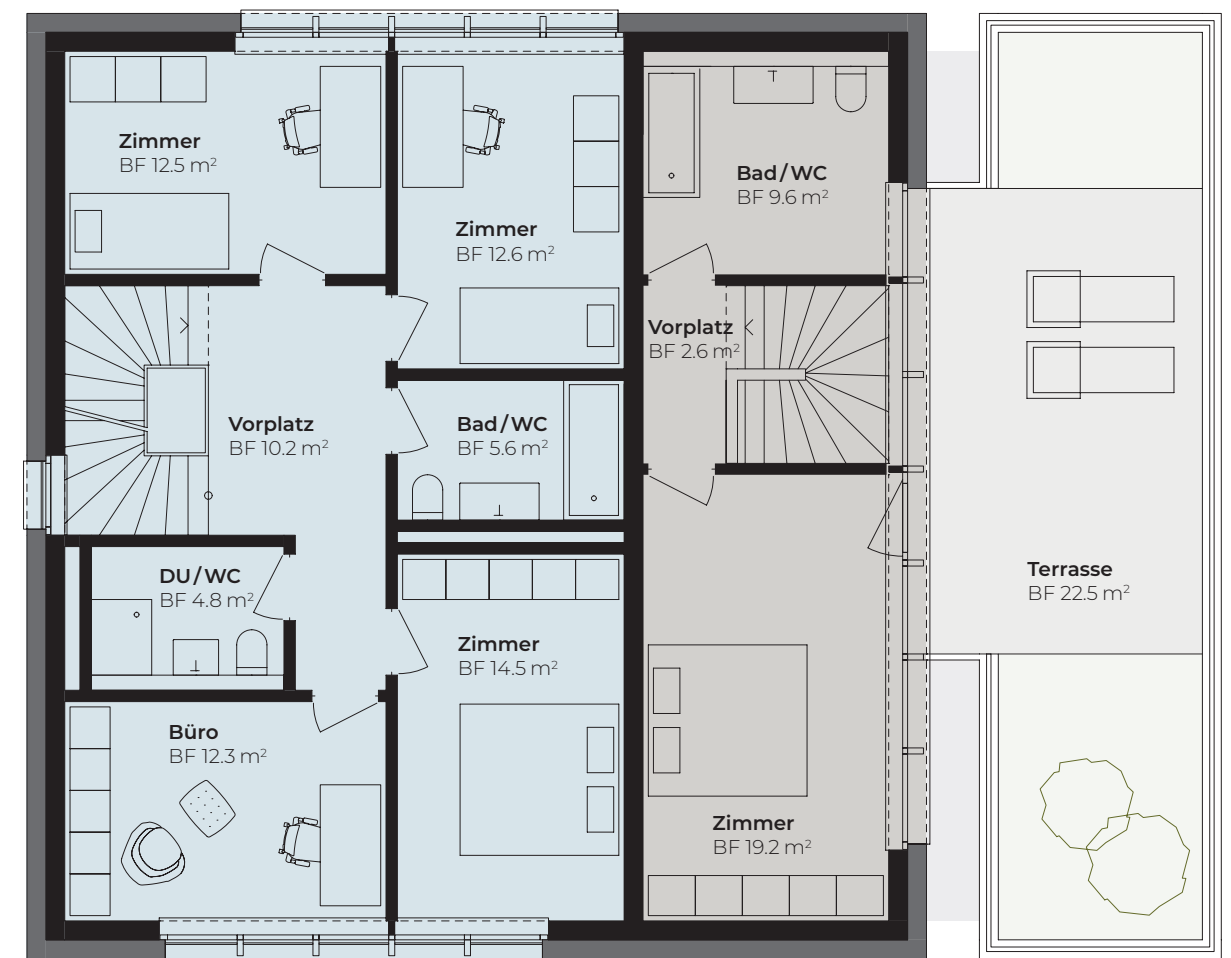 Zimmer
BF 12.5 m²
Zimmer
BF 12.6 m²
Bad/WC
BF 9.6 m²
Vorplatz
BF 2.6 m²
Vorplatz
BF 10.2 m²
Bad/WC
BF 5.6 m²
DU/WC
BF 4.8 m²
Terrasse
BF 22.5 m²
Zimmer
BF 14.5 m²
Büro
BF 12.3 m²
Zimmer
BF 19.2 m²